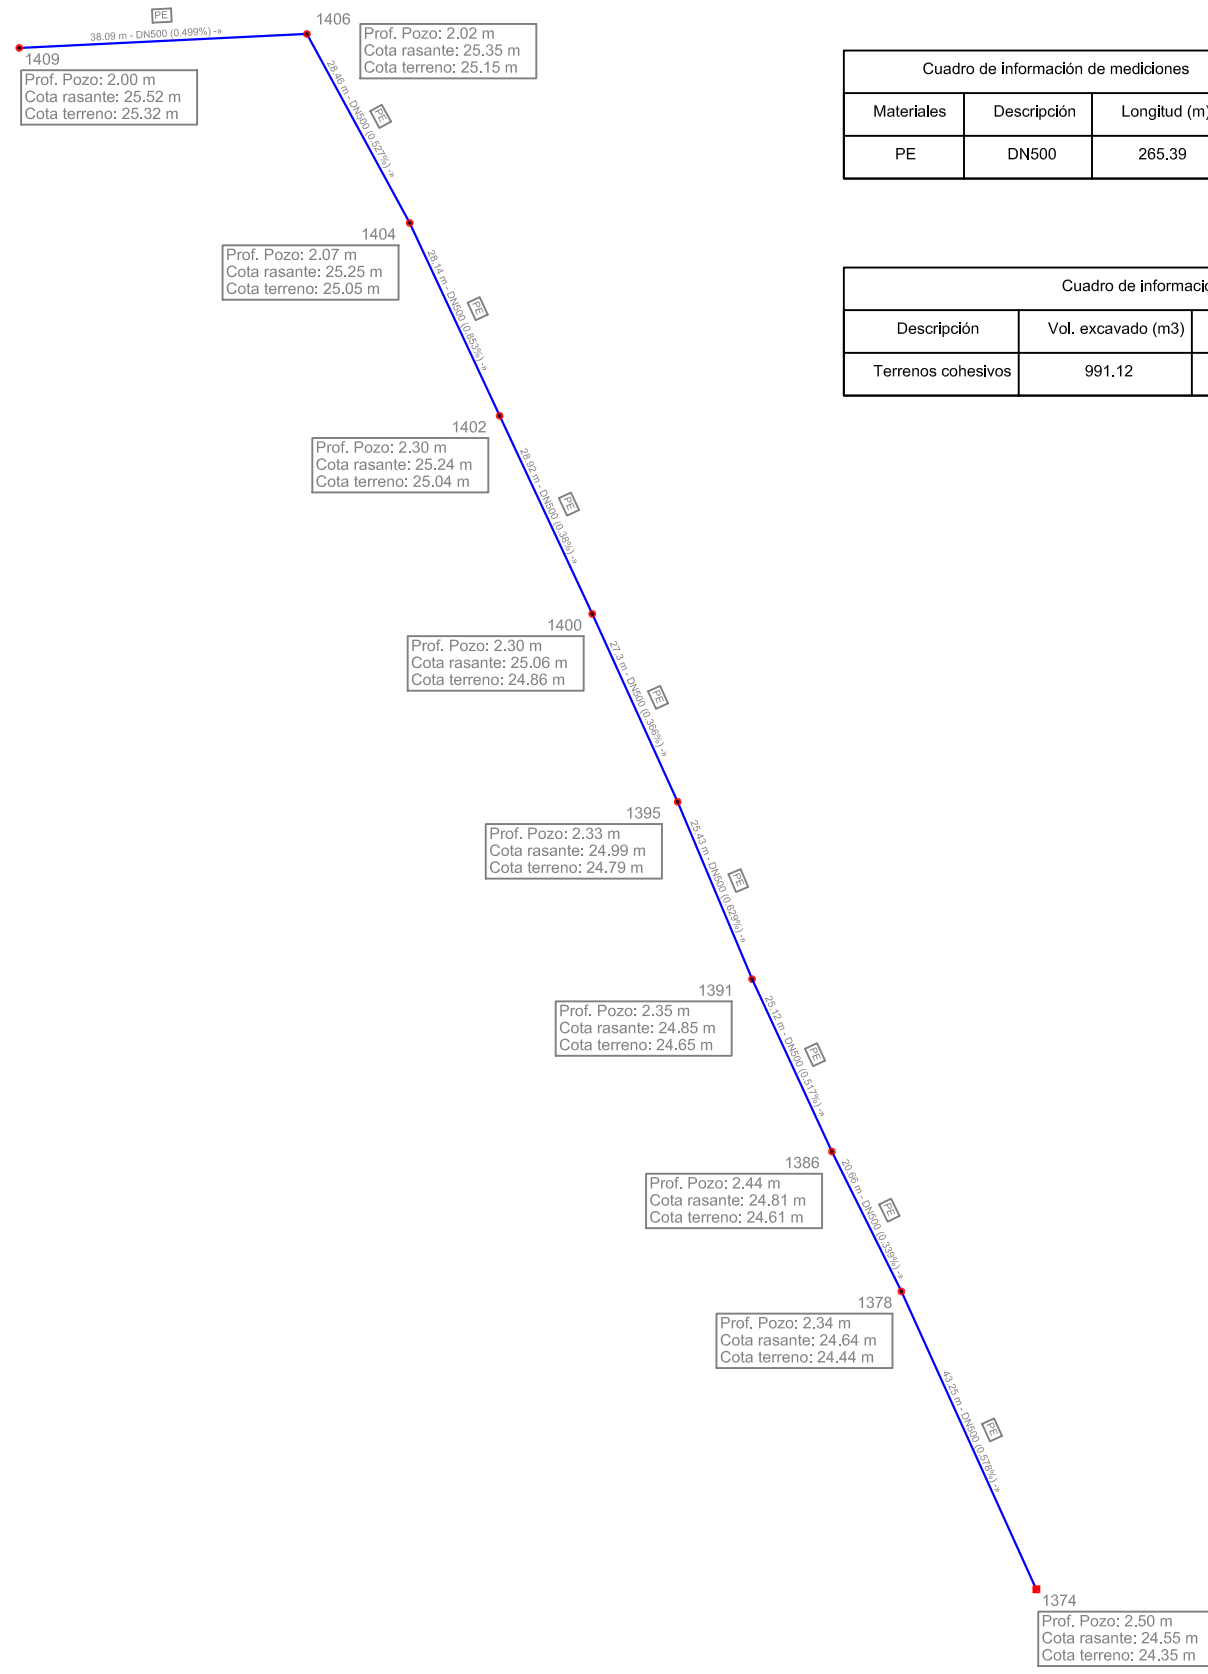 PE
38.09 m - DN500 (0.499%) -»
1409
Prof. Pozo: 2.00 m
Cota rasante: 25.52 m
Cota terreno: 25.32 m
1406
Prof. Pozo: 2.02 m
Cota rasante: 25.35 m
Cota terreno: 25.15 m
Cuadro de información de mediciones
Materiales Descripción Longitud (m)
PE DN500 265.39
28.46 m - DN500 (0.527%) -»
PE
1404
Prof. Pozo: 2.07 m
Cota rasante: 25.25 m
Cota terreno: 25.05 m
Cuadro de informació
Descripción Vol. excavado (m3)
Terrenos cohesivos 991.12
28.14 m - DN500 (0.853%) -»
PE
1402
Prof. Pozo: 2.30 m
Cota rasante: 25.24 m
Cota terreno: 25.04 m
28.92 m - DN500 (0.38%) -»
PE
1400
Prof. Pozo: 2.30 m
Cota rasante: 25.06 m
Cota terreno: 24.86 m
27.3 m - DN500 (0.366%) -»
PE
1395
Prof. Pozo: 2.33 m
Cota rasante: 24.99 m
Cota terreno: 24.79 m
25.43 m - DN500 (0.629%) -»
PE
1391
Prof. Pozo: 2.35 m
Cota rasante: 24.85 m
Cota terreno: 24.65 m
25.12 m - DN500 (0.517%) -»
PE
1386
Prof. Pozo: 2.44 m
Cota rasante: 24.81 m
Cota terreno: 24.61 m
20.66 m - DN500 (0.339%) -»
PE
1378
Prof. Pozo: 2.34 m
Cota rasante: 24.64 m
Cota terreno: 24.44 m
43.25 m - DN500 (0.578%) -»
PE
1374
Prof. Pozo: 2.50 m
Cota rasante: 24.55 m
Cota terreno: 24.35 m